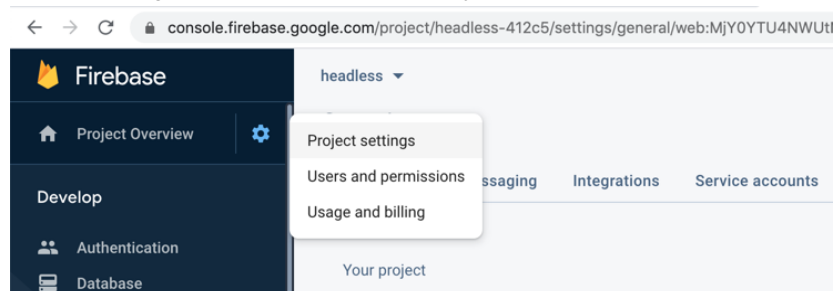 console.firebase.google.com/project/headless-412c5/settings/general/web:MjY0YTU4NWUt
Firebase
headless
Project Overview
Project settings
Users and permissions
ssaging
Integrations
Service accounts
Develop
Usage and billing
Authentication
Your project
Database